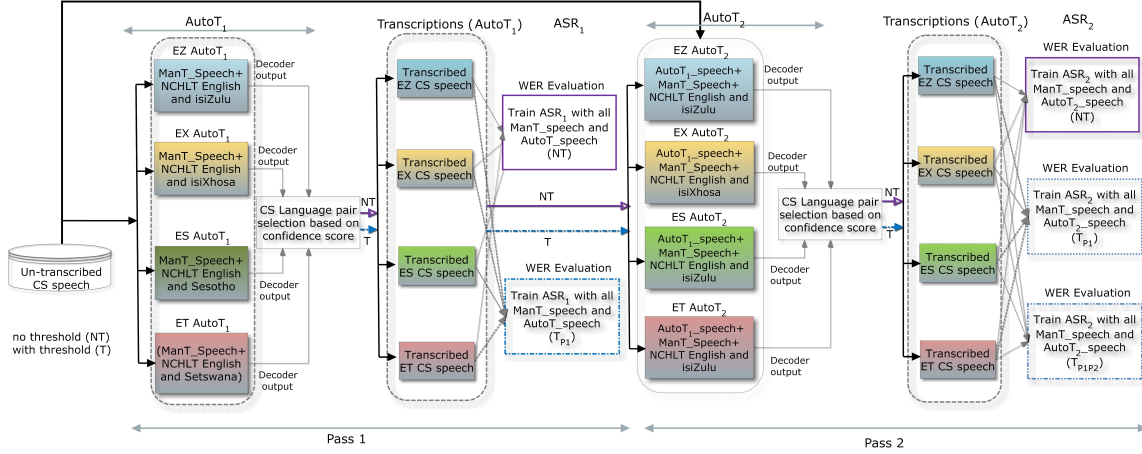 AutoT1
Transcriptions (AutoT1)
ASR1
AutoT2
Transcriptions (AutoT2)
ASR2
EZ AutoT1
ManT_Speech+
NCHLT English
and isiZulu
Decoder
output
EX AutoT1
ManT_Speech+
NCHLT English
and isiXhosa
Decoder
output
ES AutoT1
ManT_Speech+
NCHLT English
and Sesotho
Decoder
output
ET AutoT1
(ManT_Speech+
NCHLT English
and Setswana)
Decoder
output
Un-transcribed
CS speech
no threshold (NT)
with threshold (T)
CS Language pair
selection based on
confidence score
NT
T
Transcribed
EZ CS speech
Transcribed
EX CS speech
Transcribed
ES CS speech
Transcribed
ET CS speech
WER Evaluation
Train ASR1 with all
ManT_speech and
AutoT_speech
(NT)
NT
T
WER Evaluation
Train ASR1 with all
ManT_speech and
AutoT_speech
(TP1)
EZ AutoT2
AutoT1_speech+
ManT_Speech+
NCHLT English and
isiZulu
Decoder
output
EX AutoT2
AutoT1_speech+
ManT_Speech+
NCHLT English and
isiXhosa
Decoder
output
ES AutoT2
AutoT1_speech+
ManT_Speech+
NCHLT English and
isiZulu
Decoder
output
ET AutoT2
AutoT1_speech+
ManT_Speech+
NCHLT English and
isiZulu
Decoder
output
CS Language pair
selection based on
confidence score
NT
T
Transcribed
EZ CS speech
Transcribed
EX CS speech
Transcribed
ES CS speech
Transcribed
ET CS speech
WER Evaluation
Train ASR2 with all
ManT_speech and
AutoT2_speech
(NT)
WER Evaluation
Train ASR2 with all
ManT_speech and
AutoT2_speech
(TP1)
WER Evaluation
Train ASR2 with all
ManT_speech and
AutoT2_speech
(TP1P2)
Pass 1
Pass 2